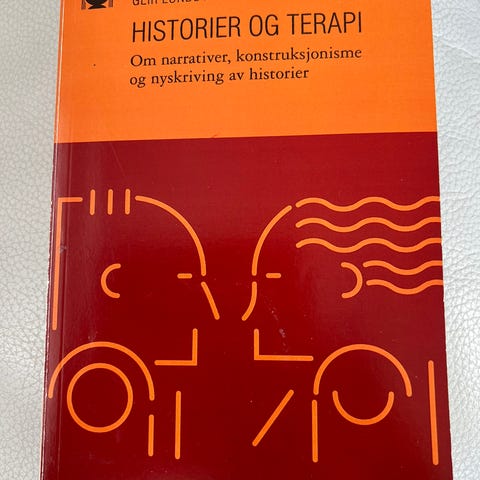 HISTORIER OG TERAPI
Om narrativer, konstruksjonisme
og nyskriving av historier